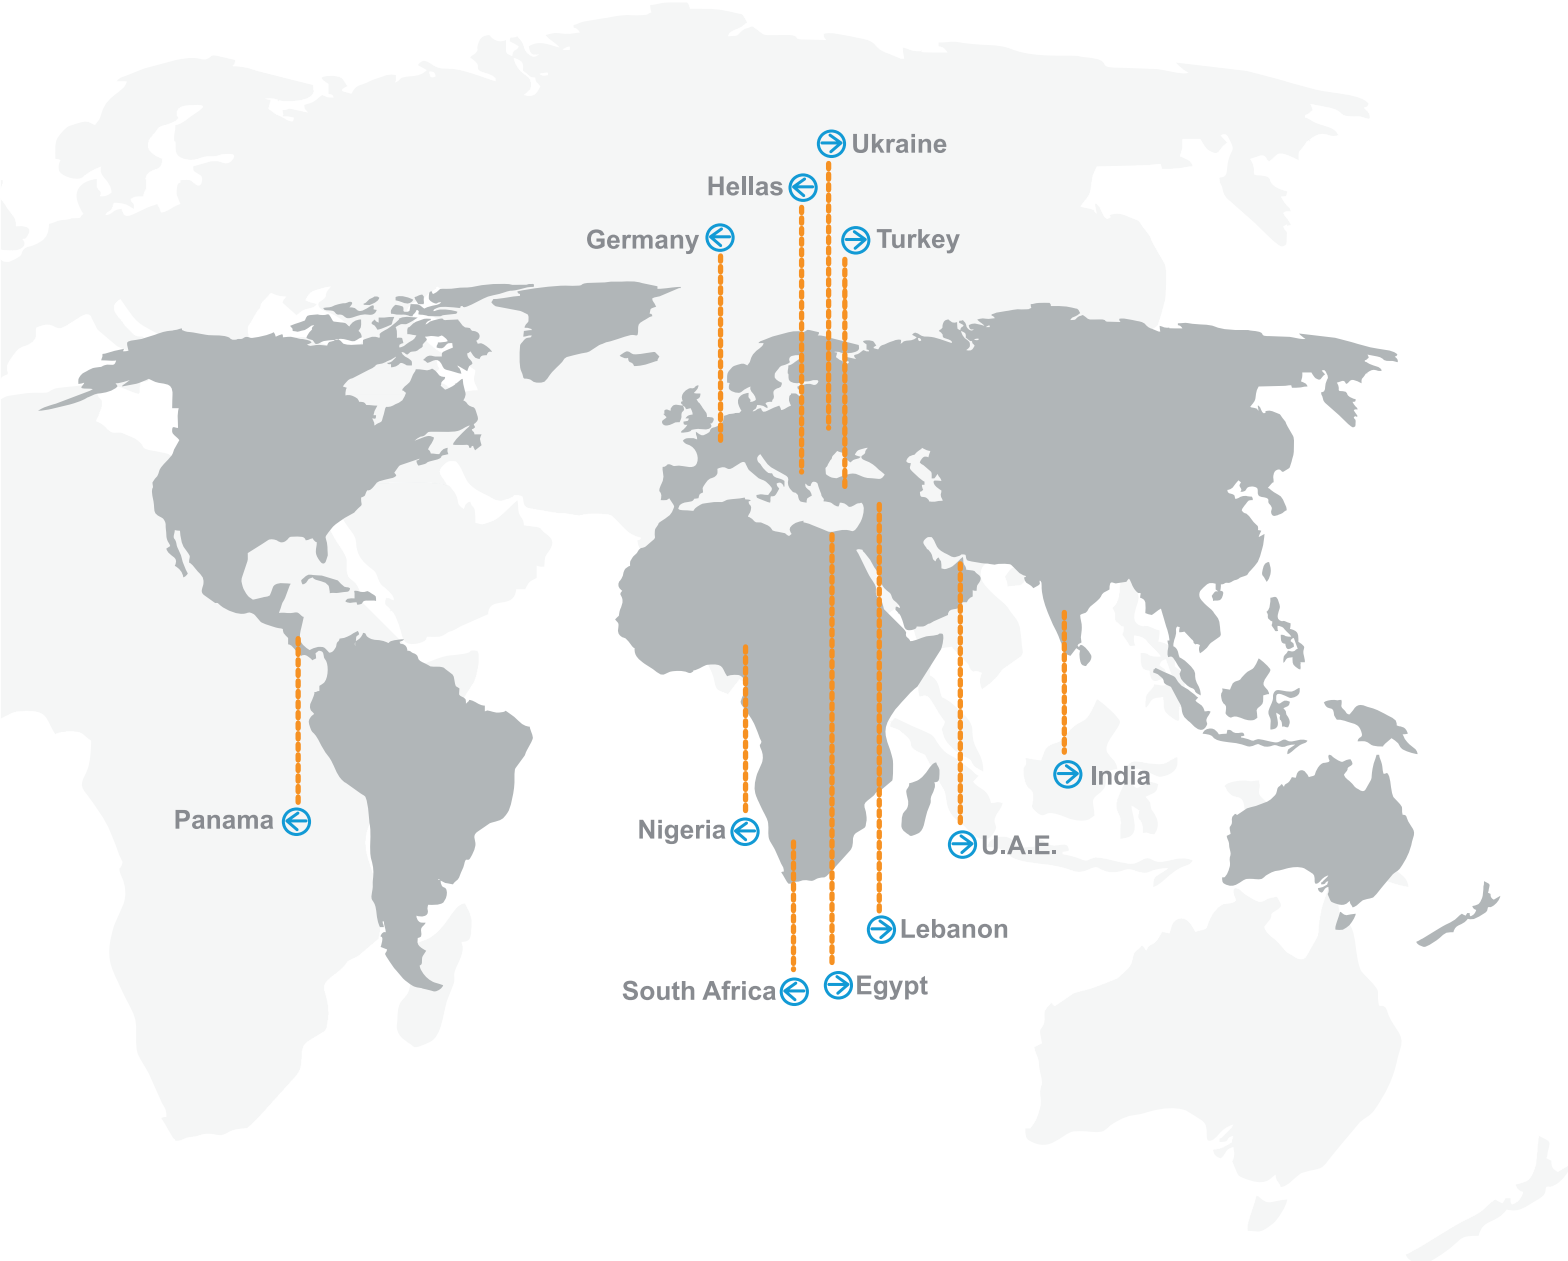 Ukraine
Hellas
Germany
Turkey
India
Panama
Nigeria
U.A.E.
Lebanon
South Africa
Egypt